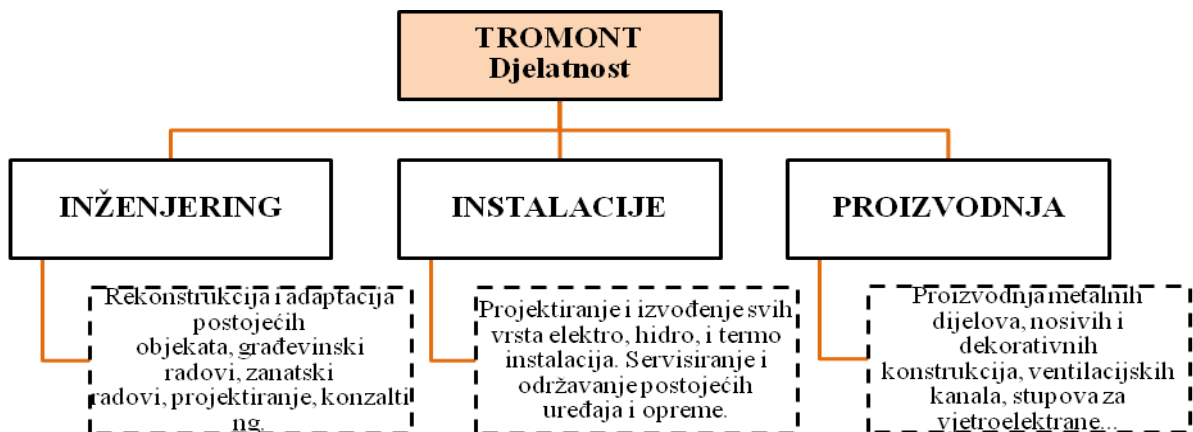 TROMONT
Djelatnost
INŽENJERING
INSTALACIJE
PROIZVODNJA
Rekonstrukcija i adaptacija
postojećih
objekata, građevinski
radovi, zanatski
radovi, projektiranje, konzalti
ng.
Projektiranje i izvođenje svih
vrsta elektro, hidro, i termo
instalacija. Servisiranje i
održavanje postojećih
uređaja i opreme.
Proizvodnja metalnih
dijelova, nosivih i
dekorativnih
konstrukcija, ventilacijskih
kanala, stupova za
vjetroelektrane...